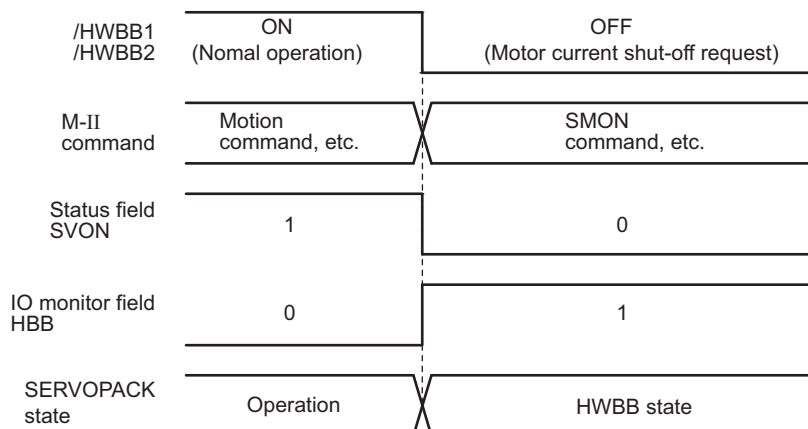 /HWBB1
/HWBB2
ON
(Nomal operation)
OFF
(Motor current shut-off request)
M-II
command
Motion
command, etc.
SMON
command, etc.
Status field
SVON
1
0
IO monitor field
HBB
0
1
SERVOPACK
state
Operation
HWBB state